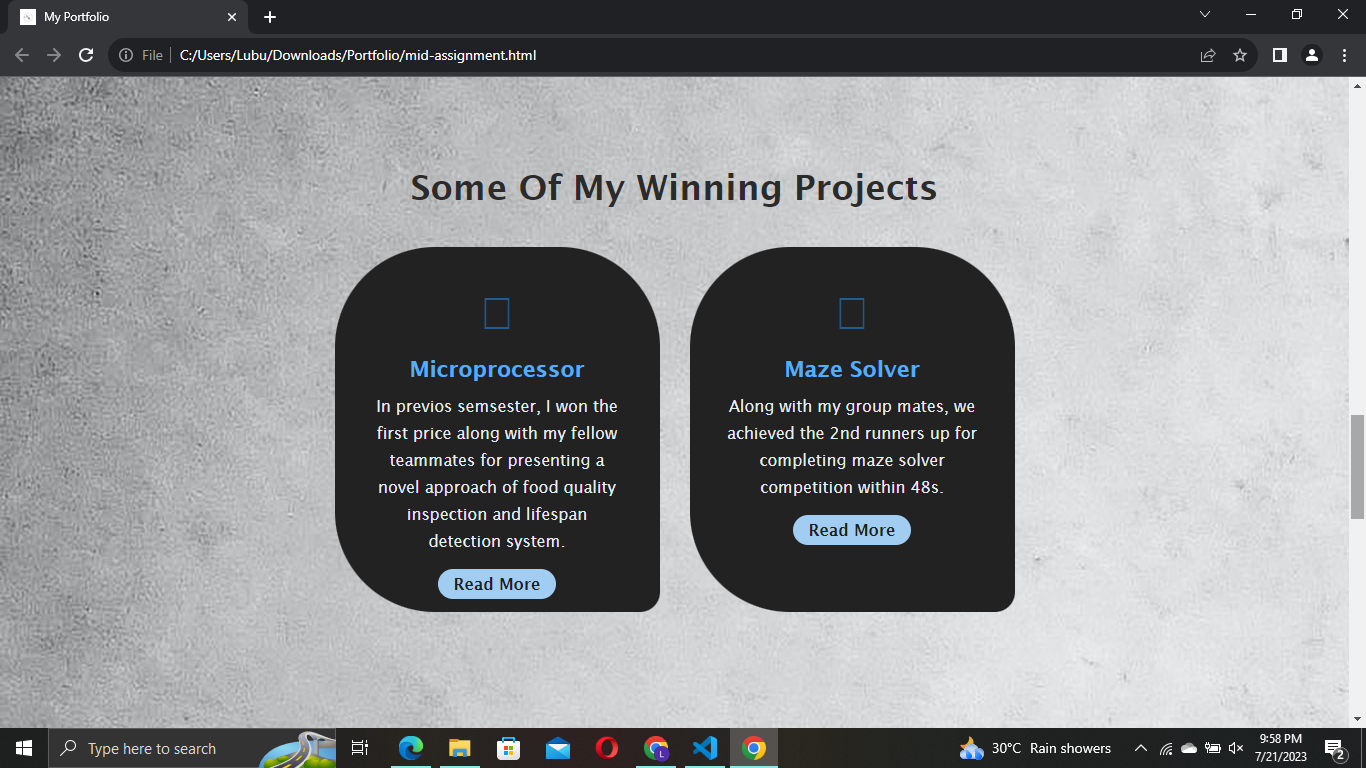 My Portfolio
File
C:/Users/Lubu/Downloads/Portfolio/mid-assignment.html
Some Of My Winning Projects
Microprocessor
In previos semsester, I won the
first price along with my fellow
teammates for presenting a
novel approach of food quality
inspection and lifespan
detection system.
Read More
Maze Solver
Along with my group mates, we
achieved the 2nd runners up for
completing maze solver
competition within 48s.
Read More
Type here to search
L
30°C Rain showers
9:58 PM
7/21/2023
2